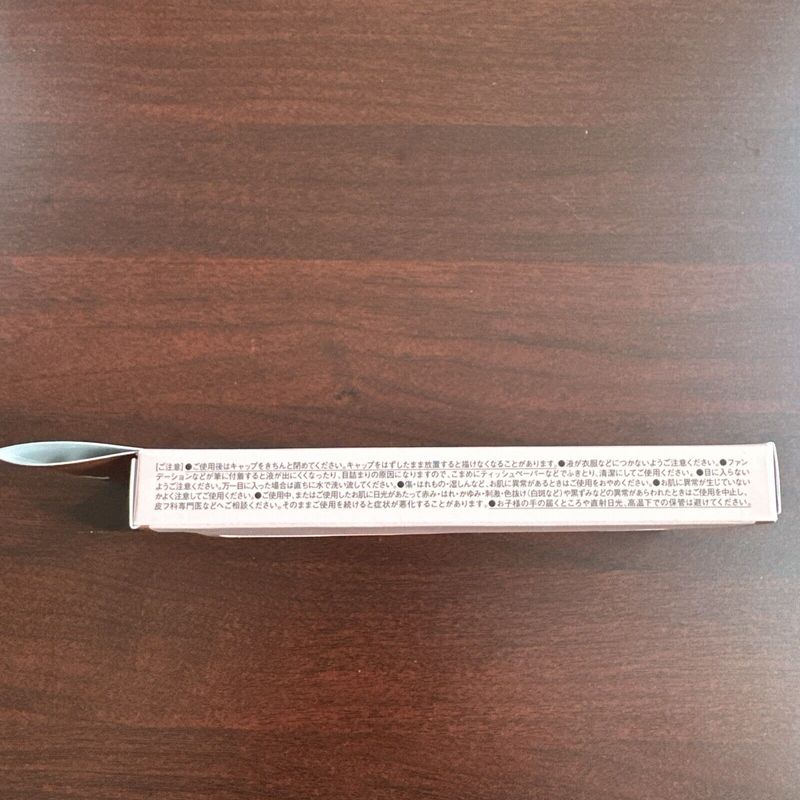 [ご注意]●ご使用後はキャップをきちんと閉めてください。キャップをはずしたまま放置すると描けなくなることがあります。●液が衣服などにつかないようご注意ください。●ファン
デーションなどが筆に付着すると液が出にくくなったり、目詰まりの原因になりますので、こまめにティッシュペーパーなどでふきとり、清潔にしてご使用ください。●目に入らない
ようご注意ください。万一目に入った場合は直ちに水で洗い流してください。●傷・はれもの・湿しんなど、お肌に異常があるときはご使用をおやめください。●お肌に異常が生じていない
かよく注意してご使用ください。●ご使用中、またはご使用したお肌に日光があたって赤み・はれ・かゆみ・刺激・色抜け(白斑など)や黒ずみなどの異常があらわれたときはご使用を中止し、
皮フ科専門医などへご相談ください。そのままご使用を続けると症状が悪化することがあります。●お子様の手の届くところや直射日光、高温下での保管は避けてください。